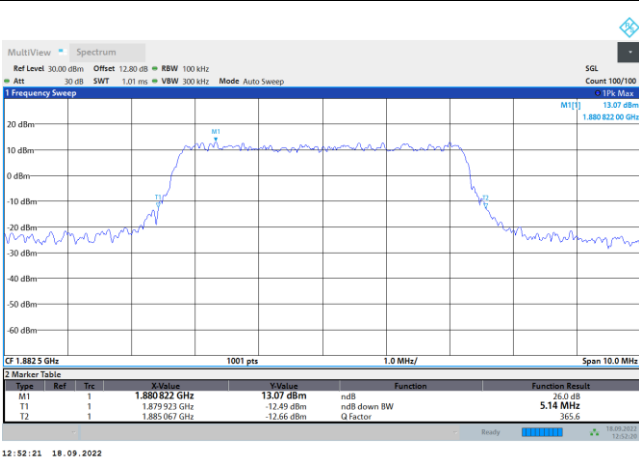 MultiView Spectrum
Ref Level 30.00 dBm Offset 12.80 dB RBW 100 kHz SGL
Att 30 dB SWT 1.01 ms VBW 300 kHz Mode Auto Sweep Count 100/100
1 Frequency Sweep 1Pk Max
M1[1] 13.07 dBm
1.880 822 00 GHz
20 dBm
M1
10 dBm
0 dBm
-10 dBm
T1 T2
-20 dBm
-30 dBm
-40 dBm
-50 dBm
-60 dBm
CF 1.882 5 GHz 1001 pts 1.0 MHz/ Span 10.0 MHz
2 Marker Table
Type Ref Trc X-Value Y-Value Function Function Result
M1 1 1.880 822 GHz 13.07 dBm ndB 26.0 dB
T1 1 1.879 923 GHz -12.49 dBm ndB down BW 5.14 MHz
T2 1 1.885 067 GHz -12.66 dBm Q Factor 365.6
Ready 18.09.2022
12:52:20
12:52:21 18.09.2022